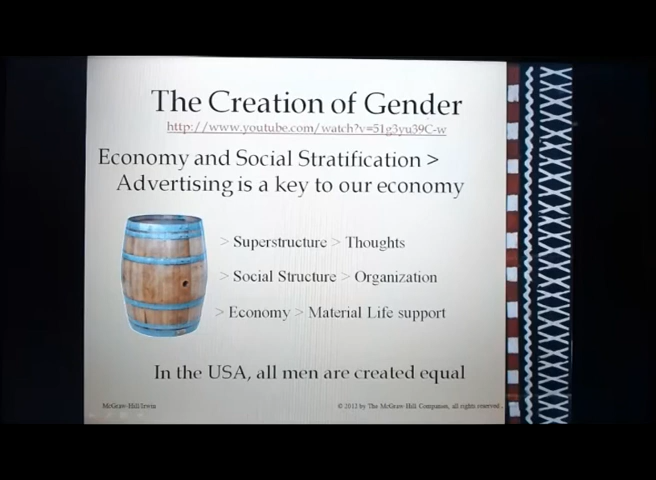 The Creation of Gender
http://www.youtube.com/watch?v=51g3yu39C-w
Economy and Social Stratification >
Advertising is a key to our economy
> Superstructure > Thoughts
> Social Structure > Organization
> Economy > Material Life support
In the USA, all men are created equal
McGraw-Hill/Irwin
© 2012 by The McGraw-Hill Companies, all rights reserved.